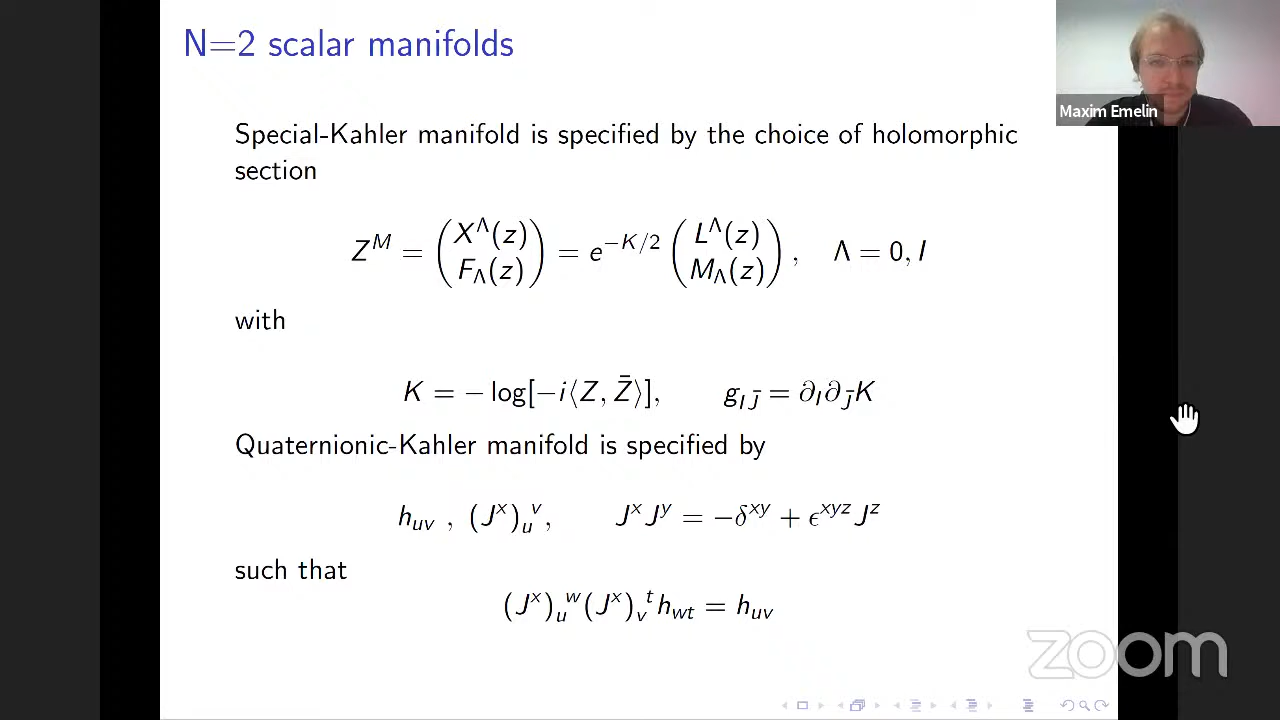 N=2 scalar manifolds
Maxim Emelin
Special-Kahler manifold is specified by the choice of holomorphic
section
Z^M = (X^Λ(z) F_Λ(z)) = e^{-K/2} (L^Λ(z) M_Λ(z)), Λ = 0, I
with
K = − log[−i⟨Z, Z̄⟩], g_{IJ̄} = ∂_I∂_{J̄}K
Quaternionic-Kahler manifold is specified by
h_{uv} , (J^x)_u^v, J^xJ^y = −δ^{xy} + ϵ^{xyz}J^z
such that
(J^x)_u^w(J^x)_v^t h_{wt} = h_{uv}
zoom